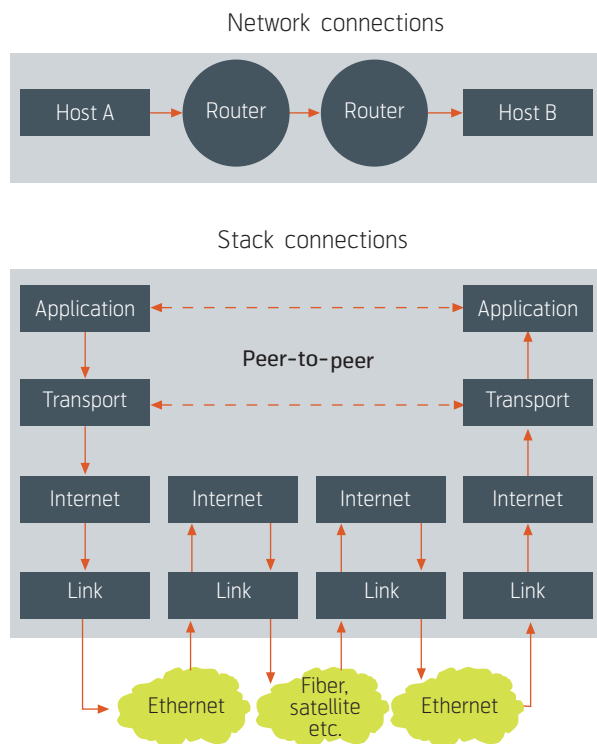 Network connections
Host A
Router
Router
Host B
Stack connections
Application
Application
Peer-to-peer
Transport
Transport
Internet
Internet
Internet
Internet
Link
Link
Link
Link
Ethernet
Fiber,
satellite
etc.
Ethernet